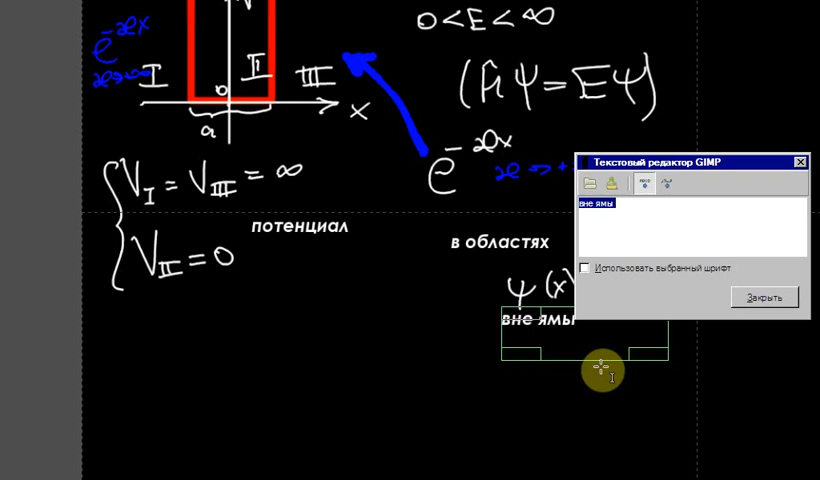 0 < E < ∞
e^{-æx}
I II III
0
x
a
(Ĥψ = Eψ)
e^{-æx}
{ V_I = V_III = ∞
V_II = 0
потенциал
в областях
ψ(x)
вне ямы
Текстовый редактор GIMP
вне ямы
Использовать выбранный шрифт
Закрыть